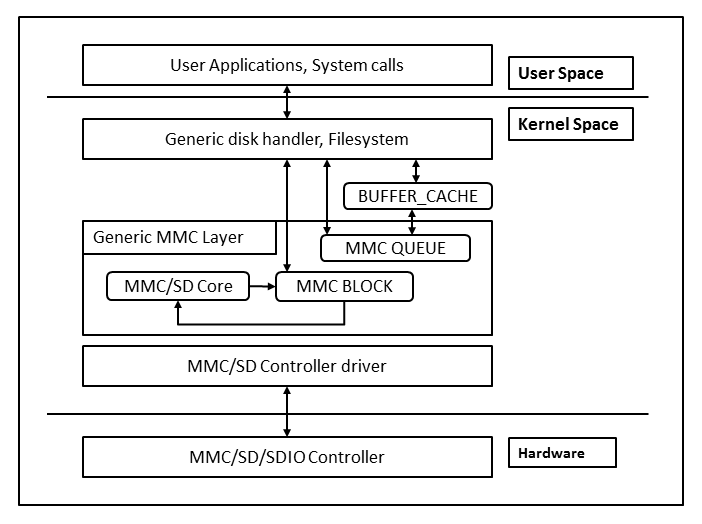 User Applications, System calls
User Space
Kernel Space
Generic disk handler, Filesystem
BUFFER_CACHE
Generic MMC Layer
MMC QUEUE
MMC/SD Core
MMC BLOCK
MMC/SD Controller driver
MMC/SD/SDIO Controller
Hardware